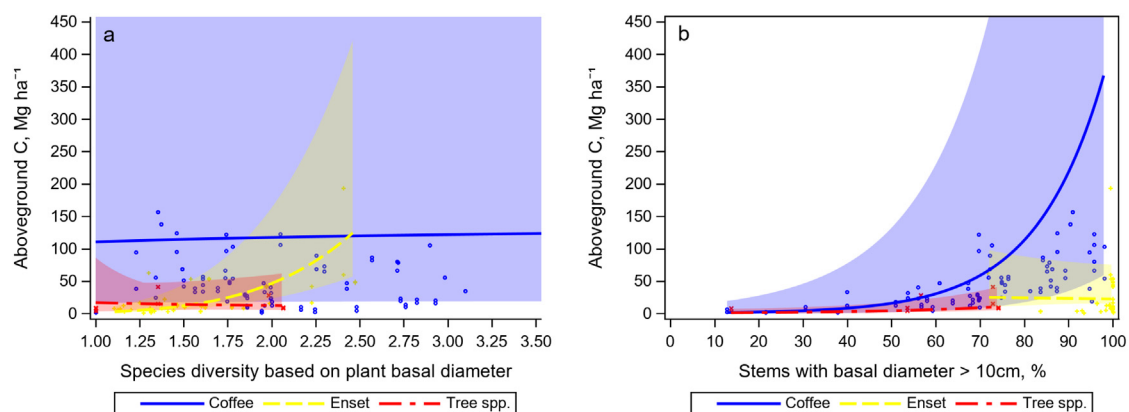 a
Aboveground C, Mg ha⁻¹
450
400
350
300
250
200
150
100
50
0
1.00 1.25 1.50 1.75 2.00 2.25 2.50 2.75 3.00 3.25 3.50
Species diversity based on plant basal diameter
Coffee Enset Tree spp.
b
Aboveground C, Mg ha⁻¹
450
400
350
300
250
200
150
100
50
0
0 10 20 30 40 50 60 70 80 90 100
Stems with basal diameter > 10cm, %
Coffee Enset Tree spp.